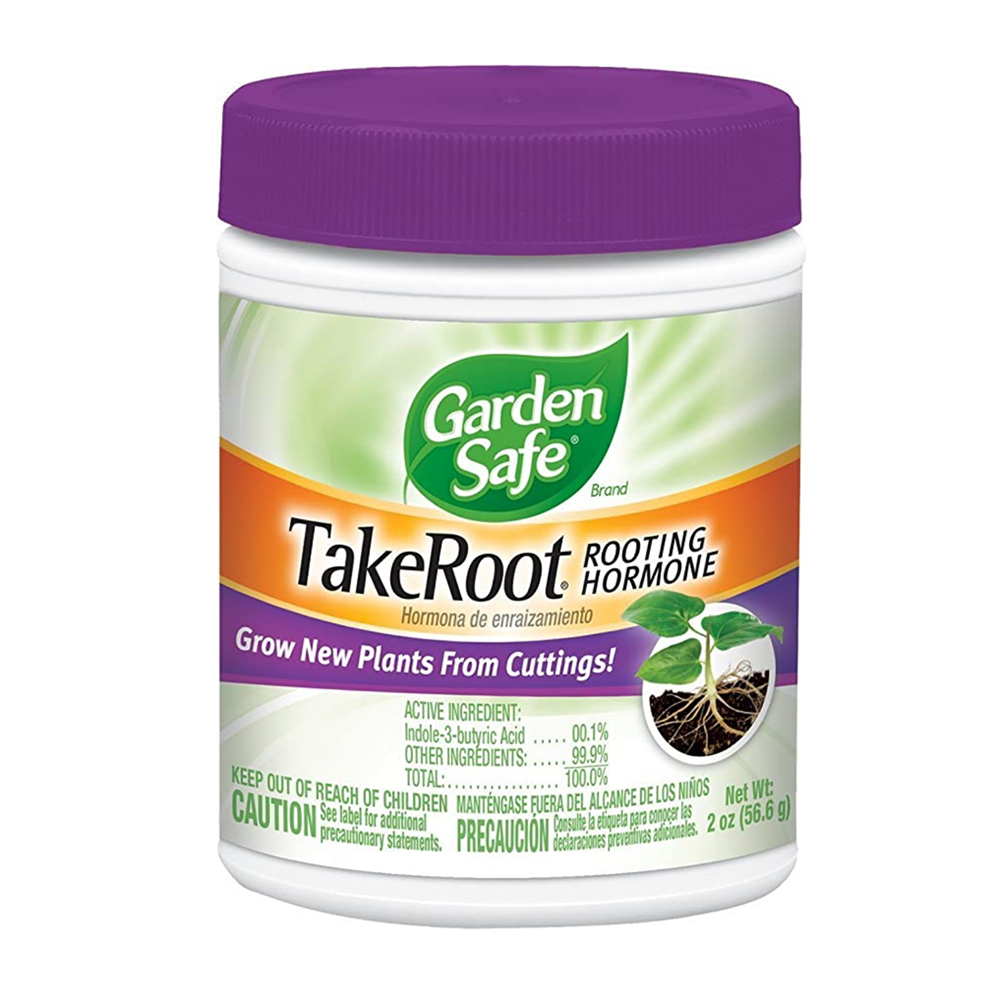 Garden
Safe®
Brand
TakeRoot® ROOTING
HORMONE
Hormona de enraizamiento
Grow New Plants From Cuttings!
ACTIVE INGREDIENT:
Indole-3-butyric Acid ..... 00.1%
OTHER INGREDIENTS: ..... 99.9%
TOTAL:................. 100.0%
KEEP OUT OF REACH OF CHILDREN
CAUTION See label for additional
precautionary statements.
MANTÉNGASE FUERA DEL ALCANCE DE LOS NIÑOS
PRECAUCIÓN Consulte la etiqueta para conocer las
declaraciones preventivas adicionales.
Net Wt:
2 oz (56.6 g)